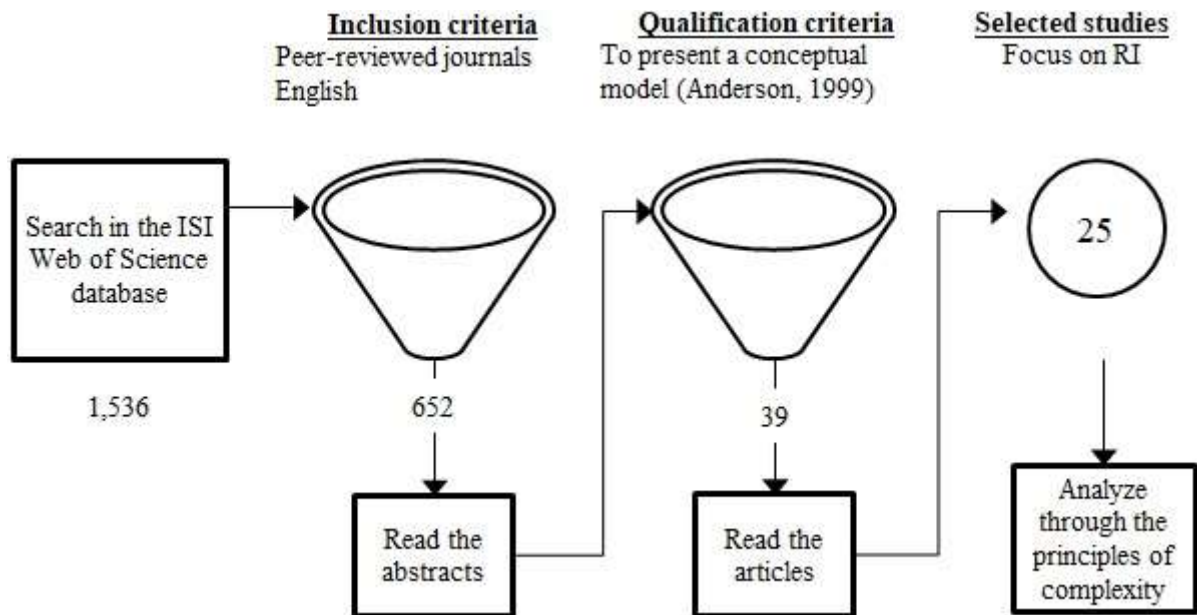 Inclusion criteria
Peer-reviewed journals
English
Qualification criteria
To present a conceptual
model (Anderson, 1999)
Selected studies
Focus on RI
Search in the ISI
Web of Science
database
1,536
652
Read the
abstracts
39
Read the
articles
25
Analyze
through the
principles of
complexity